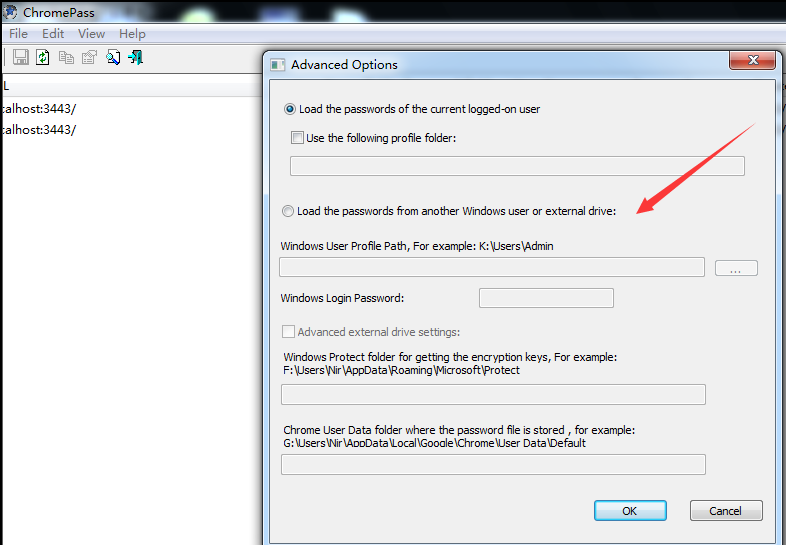 ChromePass
File Edit View Help
L
calhost:3443/
calhost:3443/
Advanced Options
Load the passwords of the current logged-on user
Use the following profile folder:
Load the passwords from another Windows user or external drive:
Windows User Profile Path, For example: K:\Users\Admin
...
Windows Login Password:
Advanced external drive settings:
Windows Protect folder for getting the encryption keys, For example:
F:\Users\Nir\AppData\Roaming\Microsoft\Protect
Chrome User Data folder where the password file is stored , for example:
G:\Users\Nir\AppData\Local\Google\Chrome\User Data\Default
OK Cancel